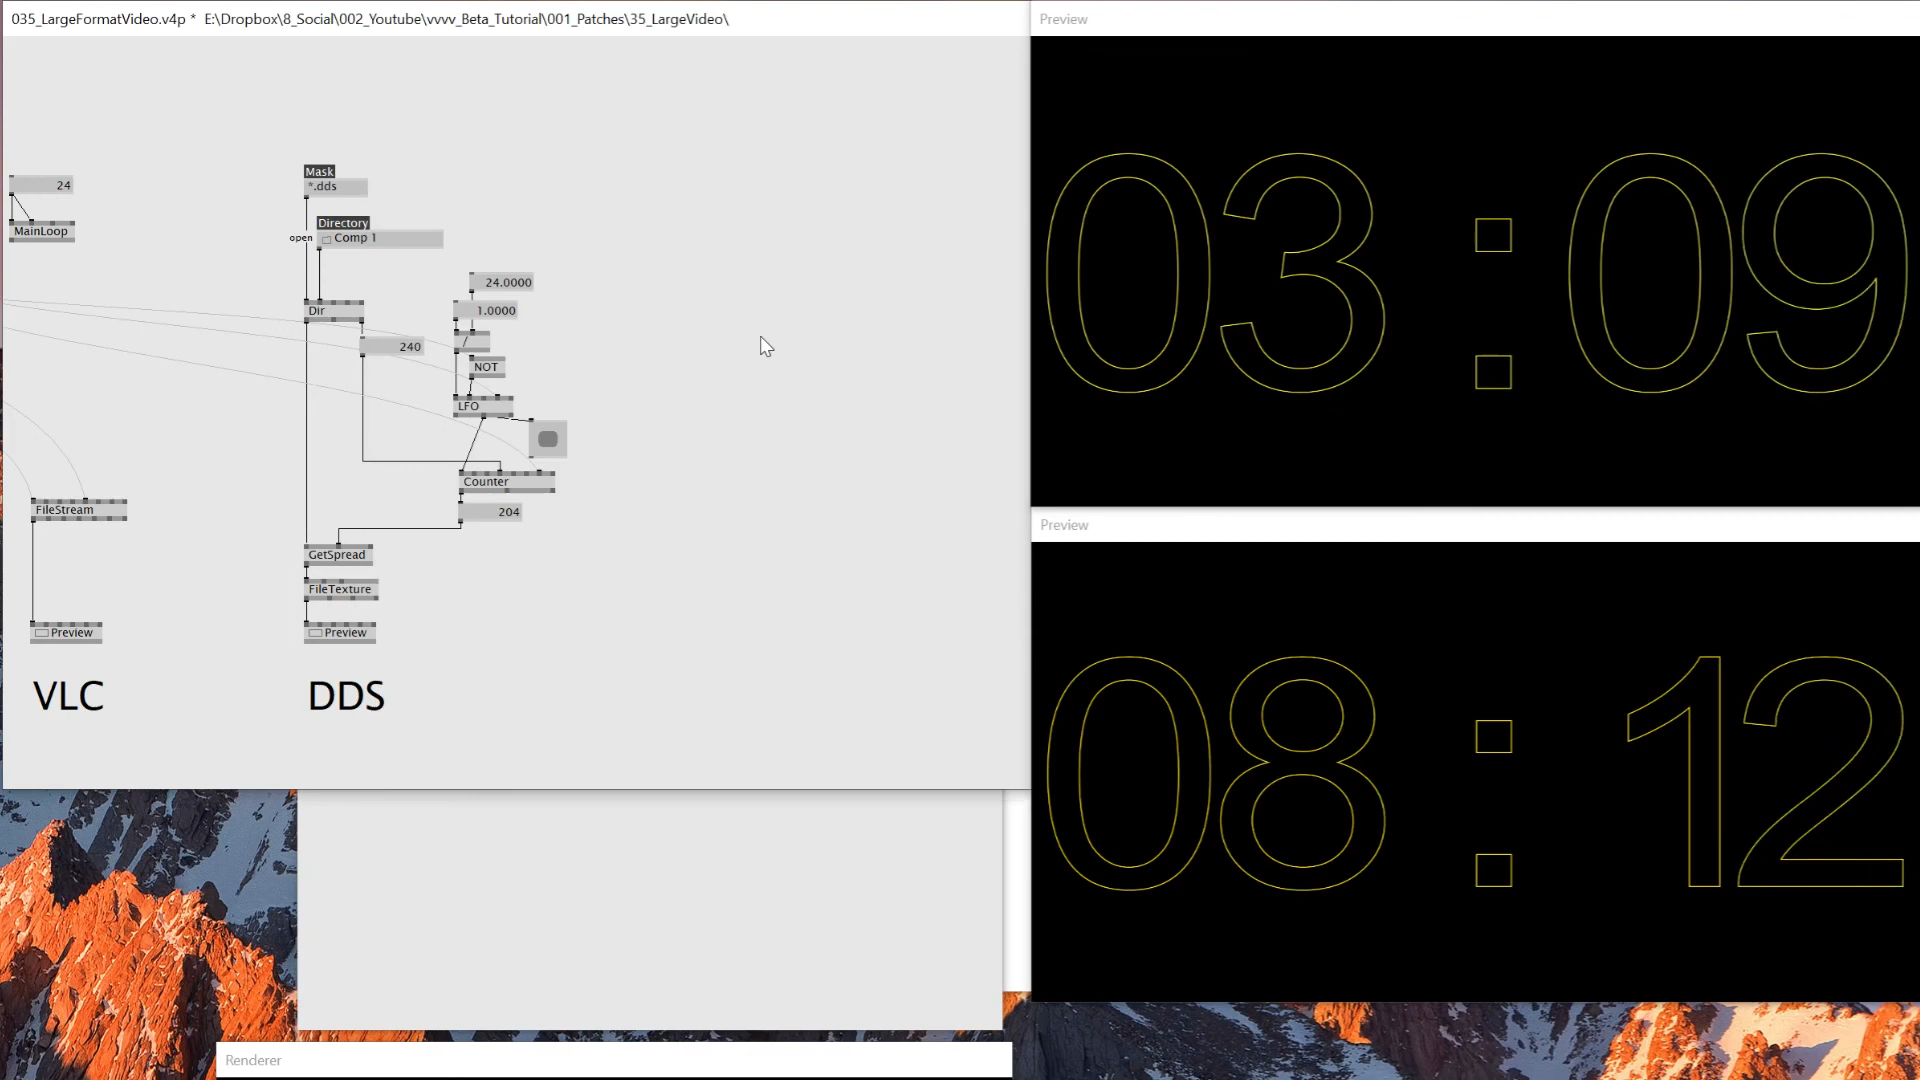 035_LargeFormatVideo.v4p * E:\Dropbox\8_Social\002_Youtube\vvvv_Beta_Tutorial\001_Patches\35_LargeVideo\
Preview
03:09
Mask
*.dds
24
MainLoop
Directory
open Comp 1
24.0000
Dir
1.0000
/
240
NOT
LFO
Counter
204
FileStream
GetSpread
FileTexture
Preview
Preview
VLC
DDS
Preview
08:12
Renderer